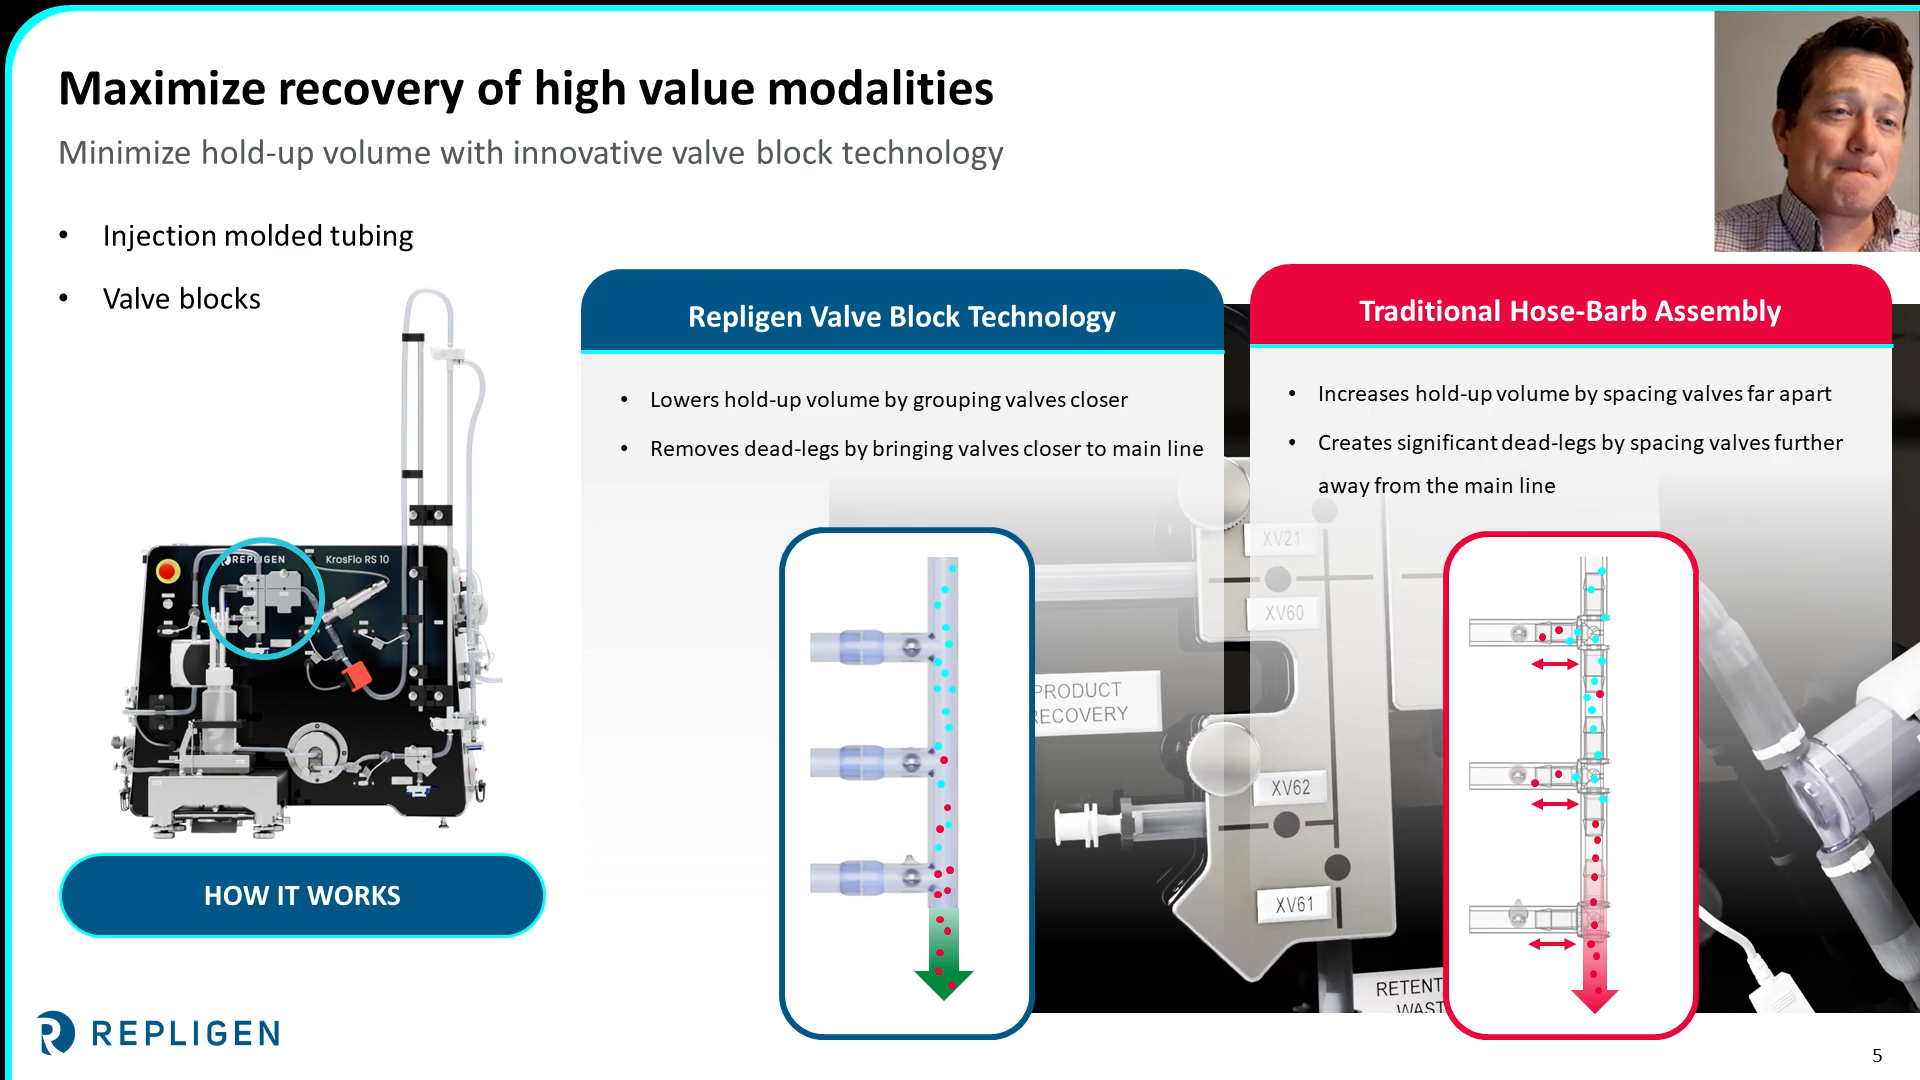 Maximize recovery of high value modalities
Minimize hold-up volume with innovative valve block technology
• Injection molded tubing
• Valve blocks
REPLIGEN
KrosFlo RS 10
HOW IT WORKS
Repligen Valve Block Technology
• Lowers hold-up volume by grouping valves closer
• Removes dead-legs by bringing valves closer to main line
Traditional Hose-Barb Assembly
• Increases hold-up volume by spacing valves far apart
• Creates significant dead-legs by spacing valves further
away from the main line
XV21
XV60
PRODUCT
RECOVERY
XV62
XV61
RETENT
WAST
REPLIGEN
5